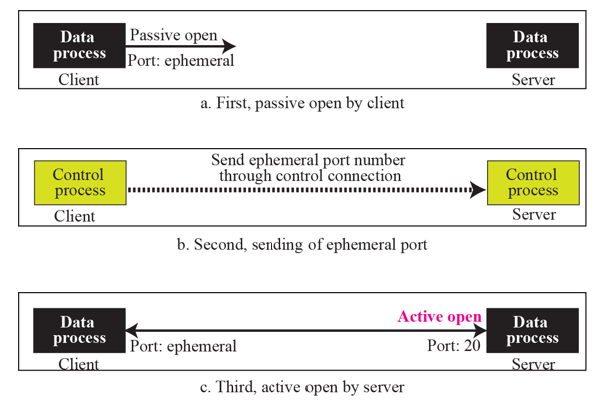 Data
process
Passive open
Port: ephemeral
Client
Data
process
Server
a. First, passive open by client
Control
process
Client
Send ephemeral port number
through control connection
Control
process
Server
b. Second, sending of ephemeral port
Data
process
Client
Port: ephemeral
Active open
Port: 20
Data
process
Server
c. Third, active open by server